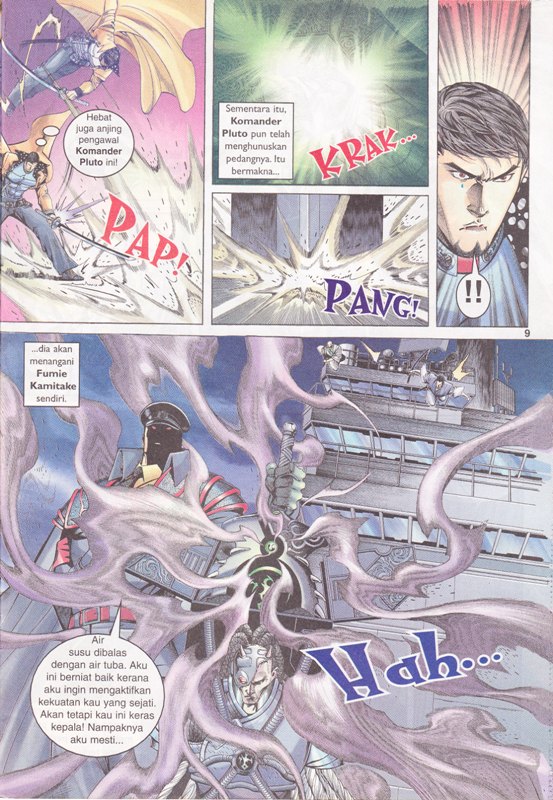 Hebat
juga anjing
pengawal
Komander
Pluto ini!
PAP!
Sementara itu,
Komander
Pluto pun telah
menghunuskan
pedangnya. Itu
bermakna...
KRAK...
PANG!
!!
9
...dia akan
menangani
Fumie
Kamitake
sendiri.
Air
susu dibalas
dengan air tuba. Aku
ini berniat baik kerana
aku ingin mengaktifkan
kekuatan kau yang sejati.
Akan tetapi kau ini keras
kepala! Nampaknya
aku mesti...
Hah...